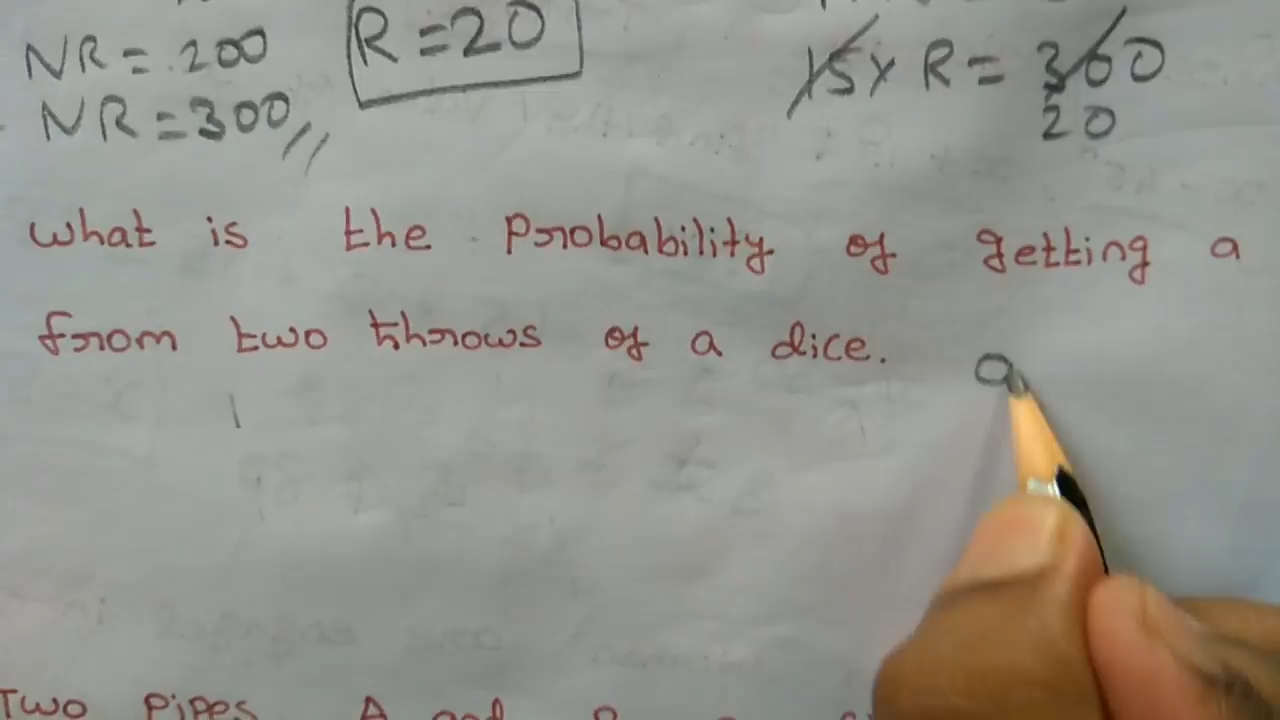 NR = 200
R = 20
15 x R = 360
NR = 300 //
20
what is the probability of getting a
from two throws of a dice.
Two pipes A and